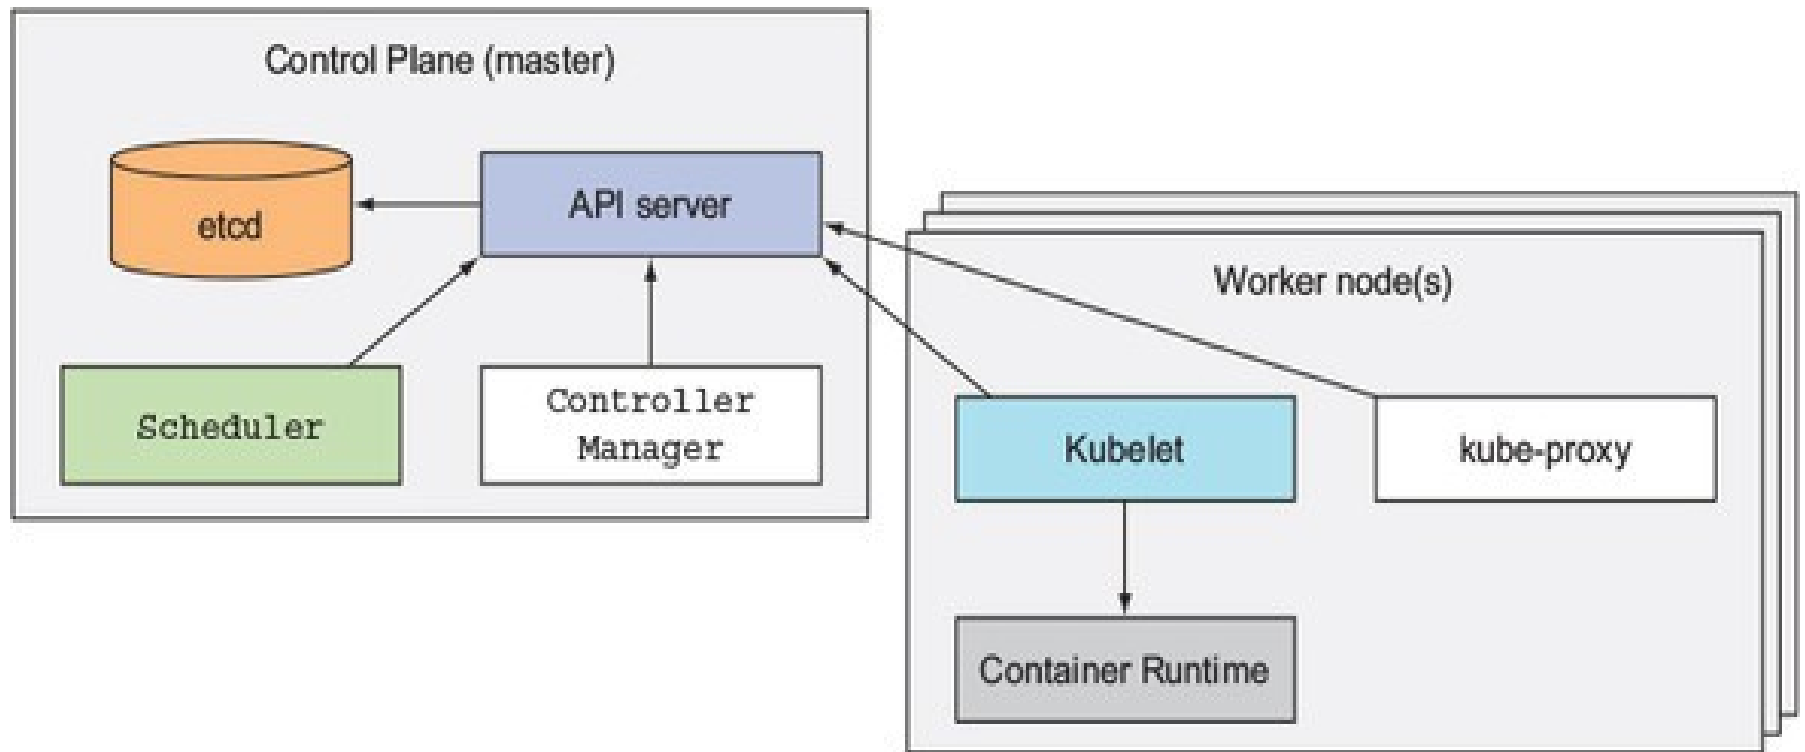 Control Plane (master)
etcd
API server
Scheduler
Controller
Manager
Worker node(s)
Kubelet
kube-proxy
Container Runtime